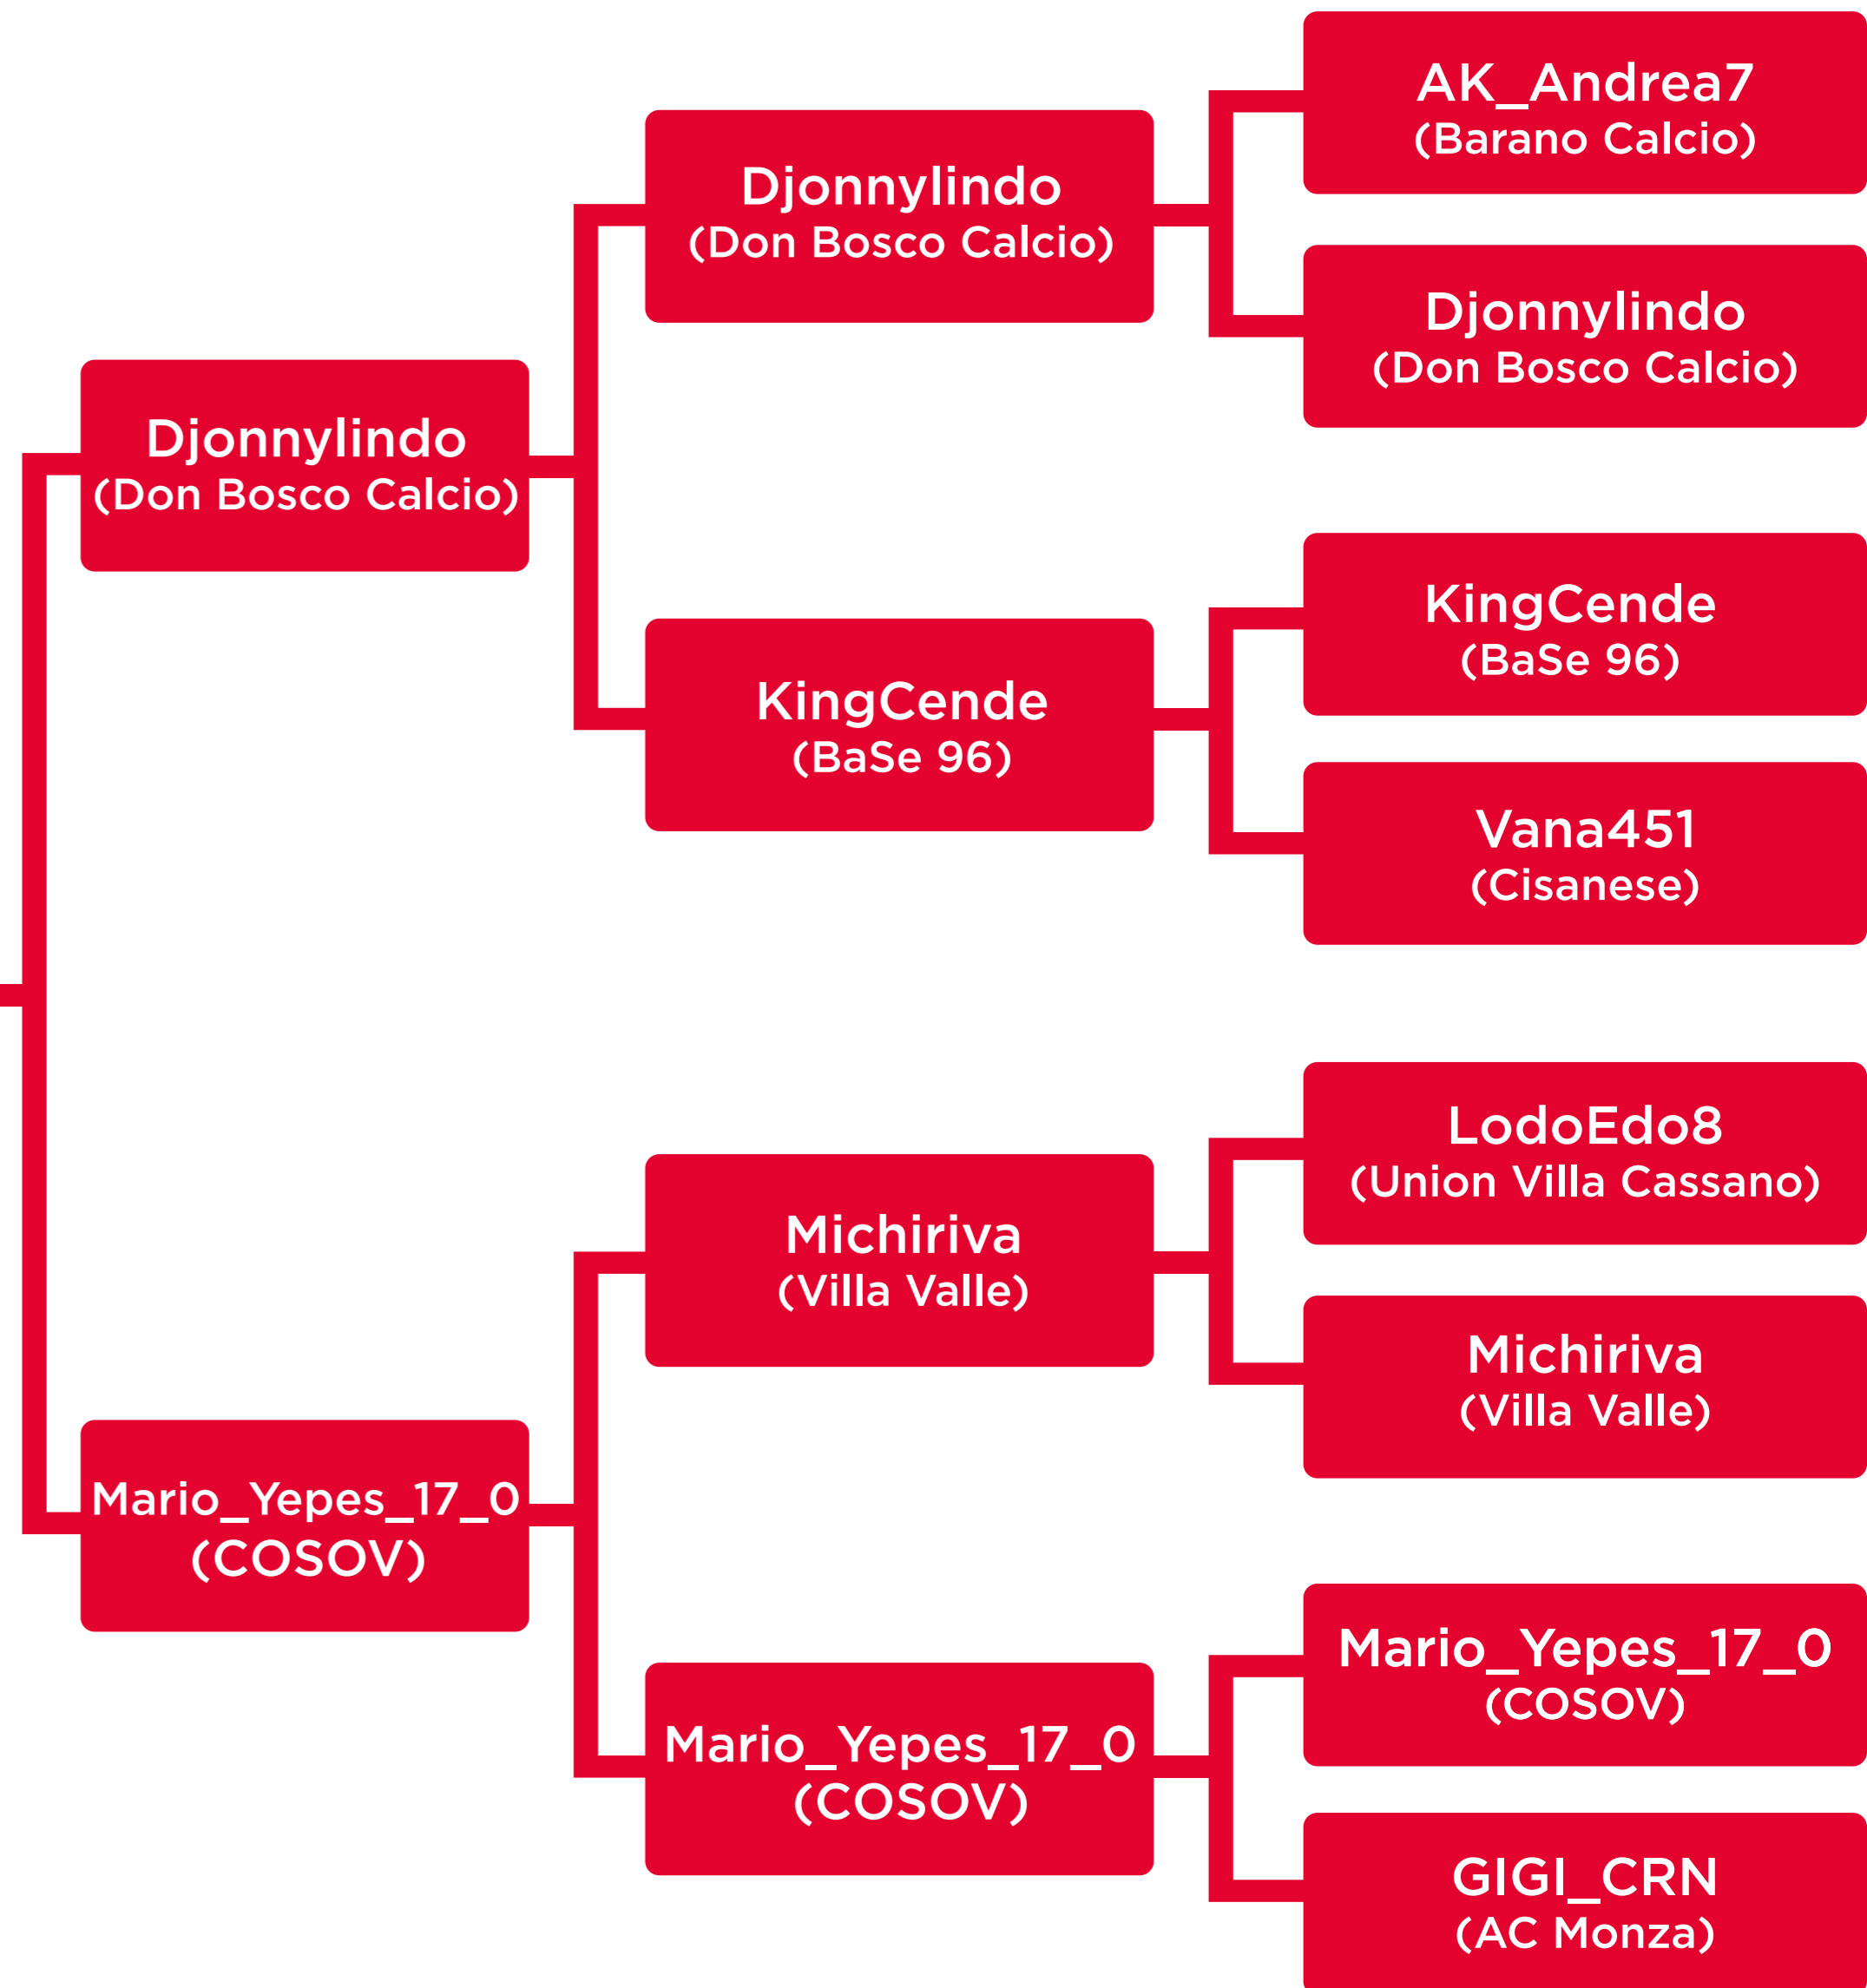 AK_Andrea7
(Barano Calcio)
Djonnylindo
(Don Bosco Calcio)
Djonnylindo
(Don Bosco Calcio)
Djonnylindo
(Don Bosco Calcio)
KingCende
(BaSe 96)
KingCende
(BaSe 96)
Vana451
(Cisanese)
LodoEdo8
(Union Villa Cassano)
Michiriva
(Villa Valle)
Michiriva
(Villa Valle)
Mario_Yepes_17_0
(COSOV)
Mario_Yepes_17_0
(COSOV)
Mario_Yepes_17_0
(COSOV)
GIGI_CRN
(AC Monza)